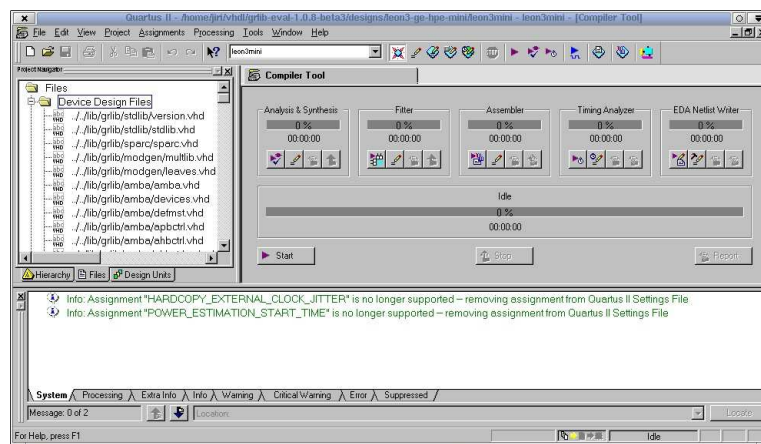 Quartus II - /home/jiri/vhdl/grlib-eval-1.0.8-beta3/designs/leon3-ge-hpe-mini/leon3mini - leon3mini - [Compiler Tool]
File Edit View Project Assignments Processing Tools Window Help
leon3mini
Project Navigator
Files
Device Design Files
../../lib/grlib/stdlib/version.vhd
../../lib/grlib/stdlib/stdlib.vhd
../../lib/grlib/sparc/sparc.vhd
../../lib/grlib/modgen/multlib.vhd
../../lib/grlib/modgen/leaves.vhd
../../lib/grlib/amba/amba.vhd
../../lib/grlib/amba/devices.vhd
../../lib/grlib/amba/defmst.vhd
../../lib/grlib/amba/apbctrl.vhd
../../lib/grlib/amba/ahbctrl.vhd
Hierarchy Files Design Units
Compiler Tool
Analysis & Synthesis Fitter Assembler Timing Analyzer EDA Netlist Writer
0 % 0 % 0 % 0 % 0 %
00:00:00 00:00:00 00:00:00 00:00:00 00:00:00
Idle
0 %
00:00:00
Start Stop Report
Info: Assignment "HARDCOPY_EXTERNAL_CLOCK_JITTER" is no longer supported – removing assignment from Quartus II Settings File
Info: Assignment "POWER_ESTIMATION_START_TIME" is no longer supported – removing assignment from Quartus II Settings File
System Processing Extra Info Info Warning Critical Warning Error Suppressed
Message: 0 of 2 Location: Locate
For Help, press F1 Idle